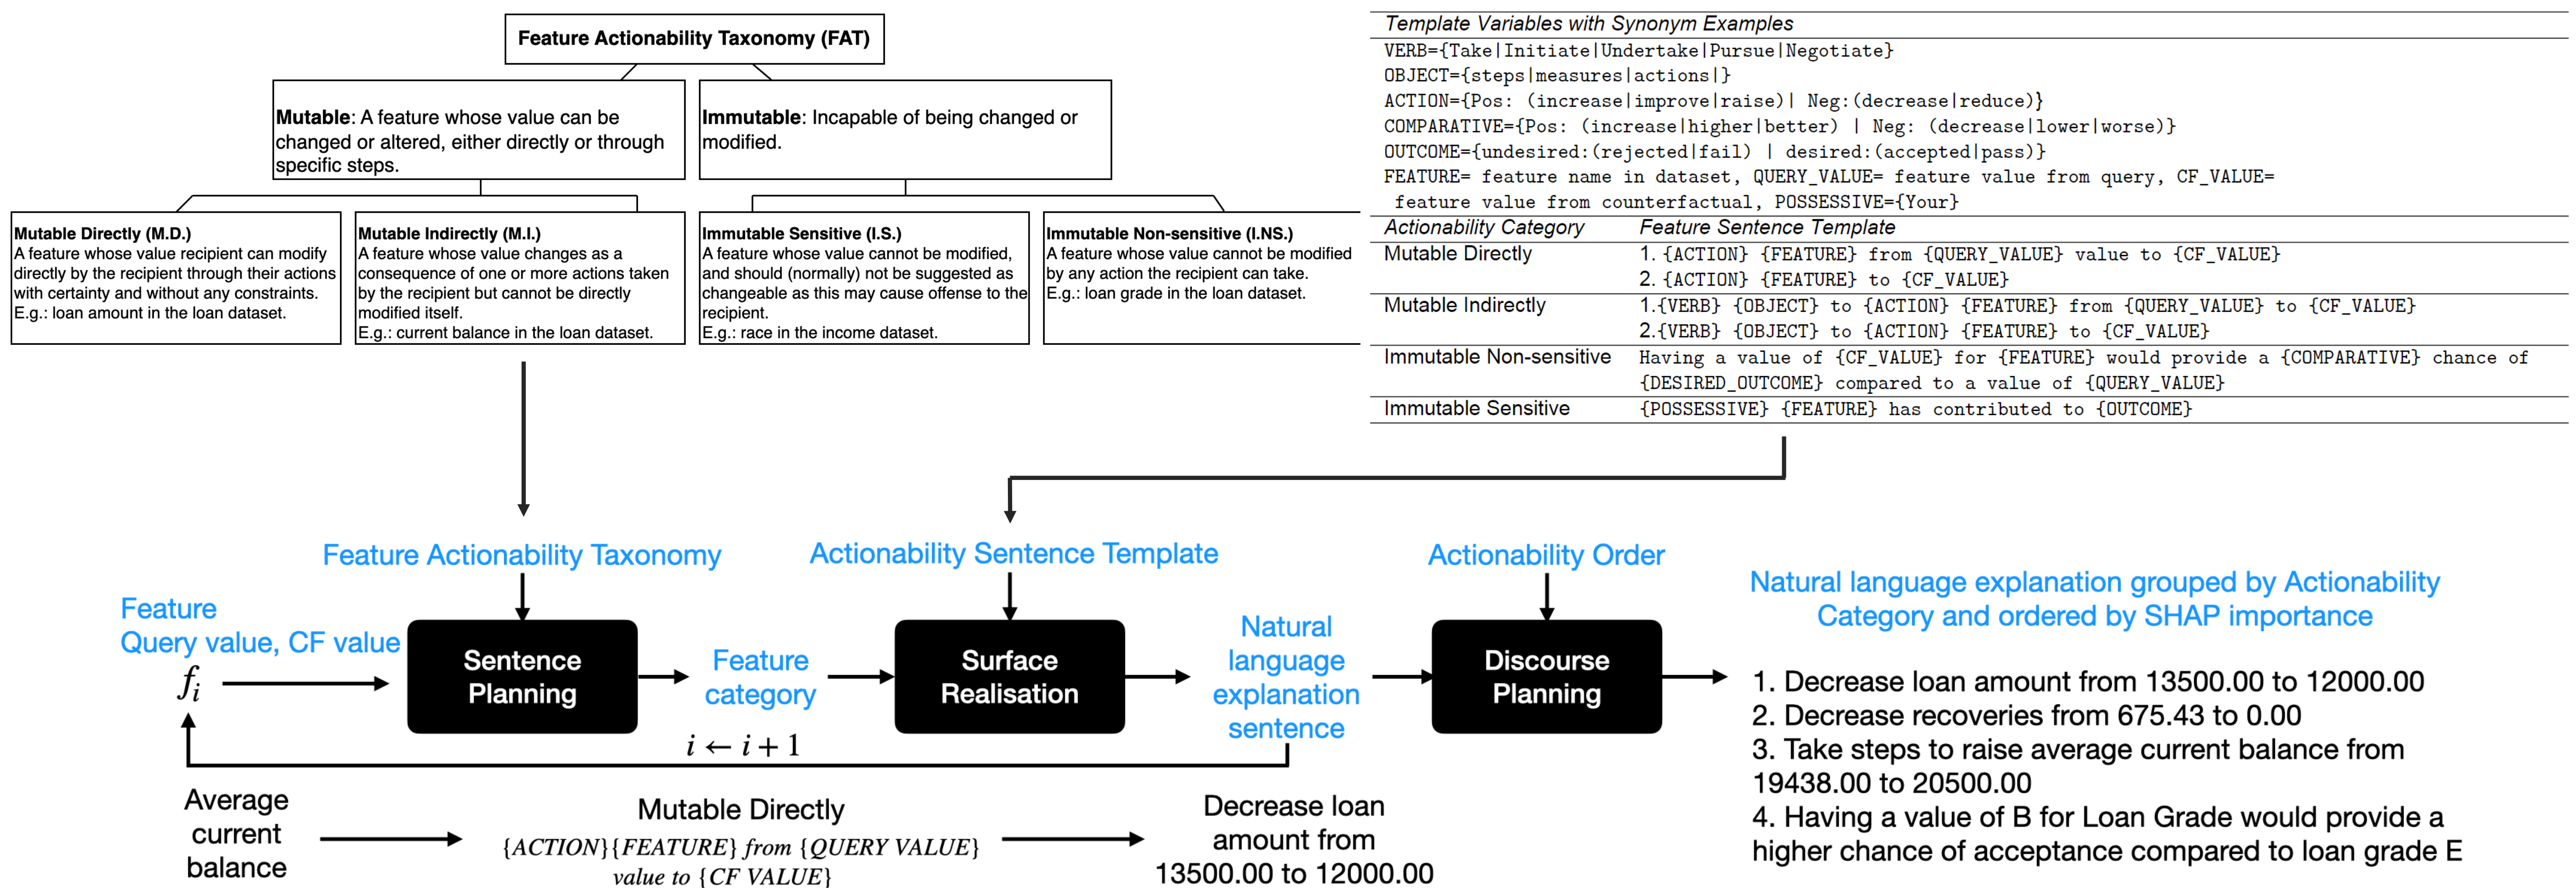 Feature Actionability Taxonomy (FAT)
Mutable: A feature whose value can be
changed or altered, either directly or through
specific steps.
Immutable: Incapable of being changed or
modified.
Mutable Directly (M.D.)
A feature whose value recipient can modify
directly by the recipient through their actions
with certainty and without any constraints.
E.g.: loan amount in the loan dataset.
Mutable Indirectly (M.I.)
A feature whose value changes as a
consequence of one or more actions taken
by the recipient but cannot be directly
modified itself.
E.g.: current balance in the loan dataset.
Immutable Sensitive (I.S.)
A feature whose value cannot be modified,
and should (normally) not be suggested as
changeable as this may cause offense to the
recipient.
E.g.: race in the income dataset.
Immutable Non-sensitive (I.NS.)
A feature whose value cannot be modified
by any action the recipient can take.
E.g.: loan grade in the loan dataset.
Template Variables with Synonym Examples
VERB={Take|Initiate|Undertake|Pursue|Negotiate}
OBJECT={steps|measures|actions|}
ACTION={Pos: (increase|improve|raise)| Neg:(decrease|reduce)}
COMPARATIVE={Pos: (increase|higher|better) | Neg: (decrease|lower|worse)}
OUTCOME={undesired:(rejected|fail) | desired:(accepted|pass)}
FEATURE= feature name in dataset, QUERY_VALUE= feature value from query, CF_VALUE=
feature value from counterfactual, POSSESSIVE={Your}
Actionability Category Feature Sentence Template
Mutable Directly 1. {ACTION} {FEATURE} from {QUERY_VALUE} value to {CF_VALUE}
2. {ACTION} {FEATURE} to {CF_VALUE}
Mutable Indirectly 1.{VERB} {OBJECT} to {ACTION} {FEATURE} from {QUERY_VALUE} to {CF_VALUE}
2.{VERB} {OBJECT} to {ACTION} {FEATURE} to {CF_VALUE}
Immutable Non-sensitive Having a value of {CF_VALUE} for {FEATURE} would provide a {COMPARATIVE} chance of
{DESIRED_OUTCOME} compared to a value of {QUERY_VALUE}
Immutable Sensitive {POSSESSIVE} {FEATURE} has contributed to {OUTCOME}
Feature Actionability Taxonomy
Actionability Sentence Template
Actionability Order
Feature
Query value, CF value
fi
Sentence
Planning
Feature
category
Surface
Realisation
Natural
language
explanation
sentence
Discourse
Planning
i ← i + 1
Natural language explanation grouped by Actionability
Category and ordered by SHAP importance
1. Decrease loan amount from 13500.00 to 12000.00
2. Decrease recoveries from 675.43 to 0.00
3. Take steps to raise average current balance from
19438.00 to 20500.00
4. Having a value of B for Loan Grade would provide a
higher chance of acceptance compared to loan grade E
Average
current
balance
Mutable Directly
{ACTION}{FEATURE} from {QUERY VALUE}
value to {CF VALUE}
Decrease loan
amount from
13500.00 to 12000.00